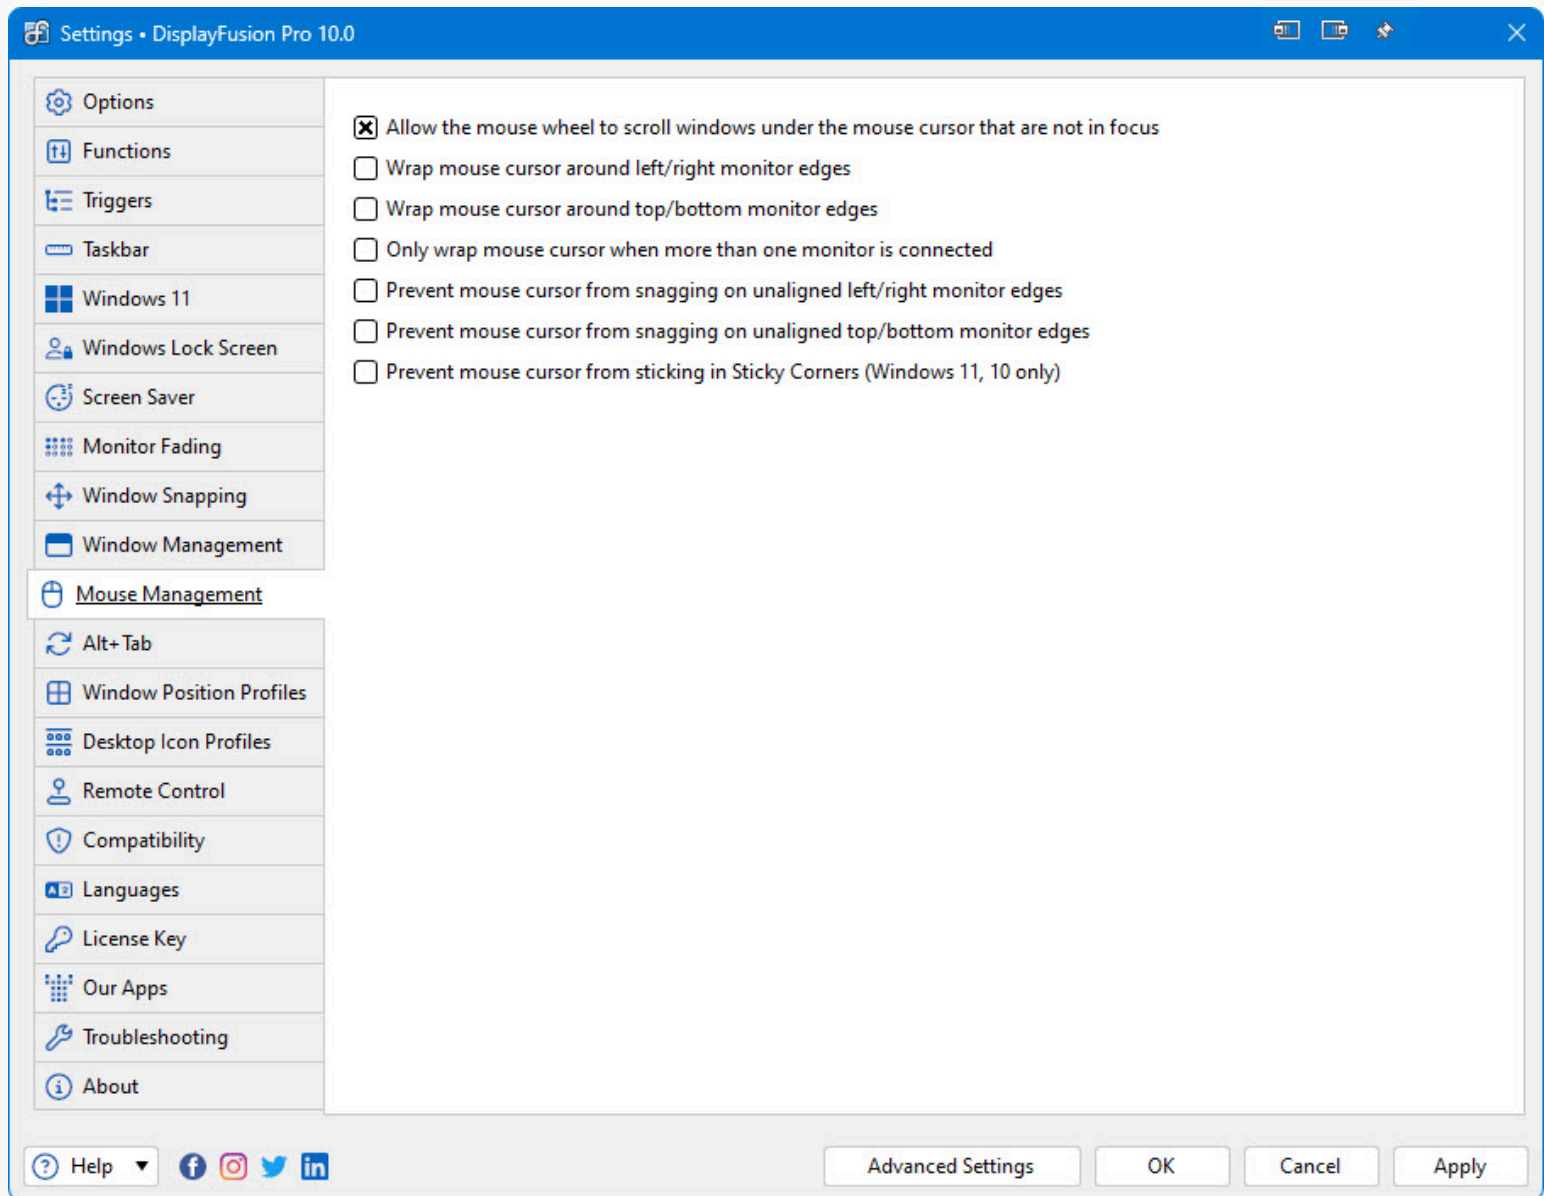 Settings • DisplayFusion Pro 10.0
Options
Functions
Triggers
Taskbar
Windows 11
Windows Lock Screen
Screen Saver
Monitor Fading
Window Snapping
Window Management
Mouse Management
Alt+Tab
Window Position Profiles
Desktop Icon Profiles
Remote Control
Compatibility
Languages
License Key
Our Apps
Troubleshooting
About
Allow the mouse wheel to scroll windows under the mouse cursor that are not in focus
Wrap mouse cursor around left/right monitor edges
Wrap mouse cursor around top/bottom monitor edges
Only wrap mouse cursor when more than one monitor is connected
Prevent mouse cursor from snagging on unaligned left/right monitor edges
Prevent mouse cursor from snagging on unaligned top/bottom monitor edges
Prevent mouse cursor from sticking in Sticky Corners (Windows 11, 10 only)
Help
Advanced Settings
OK
Cancel
Apply